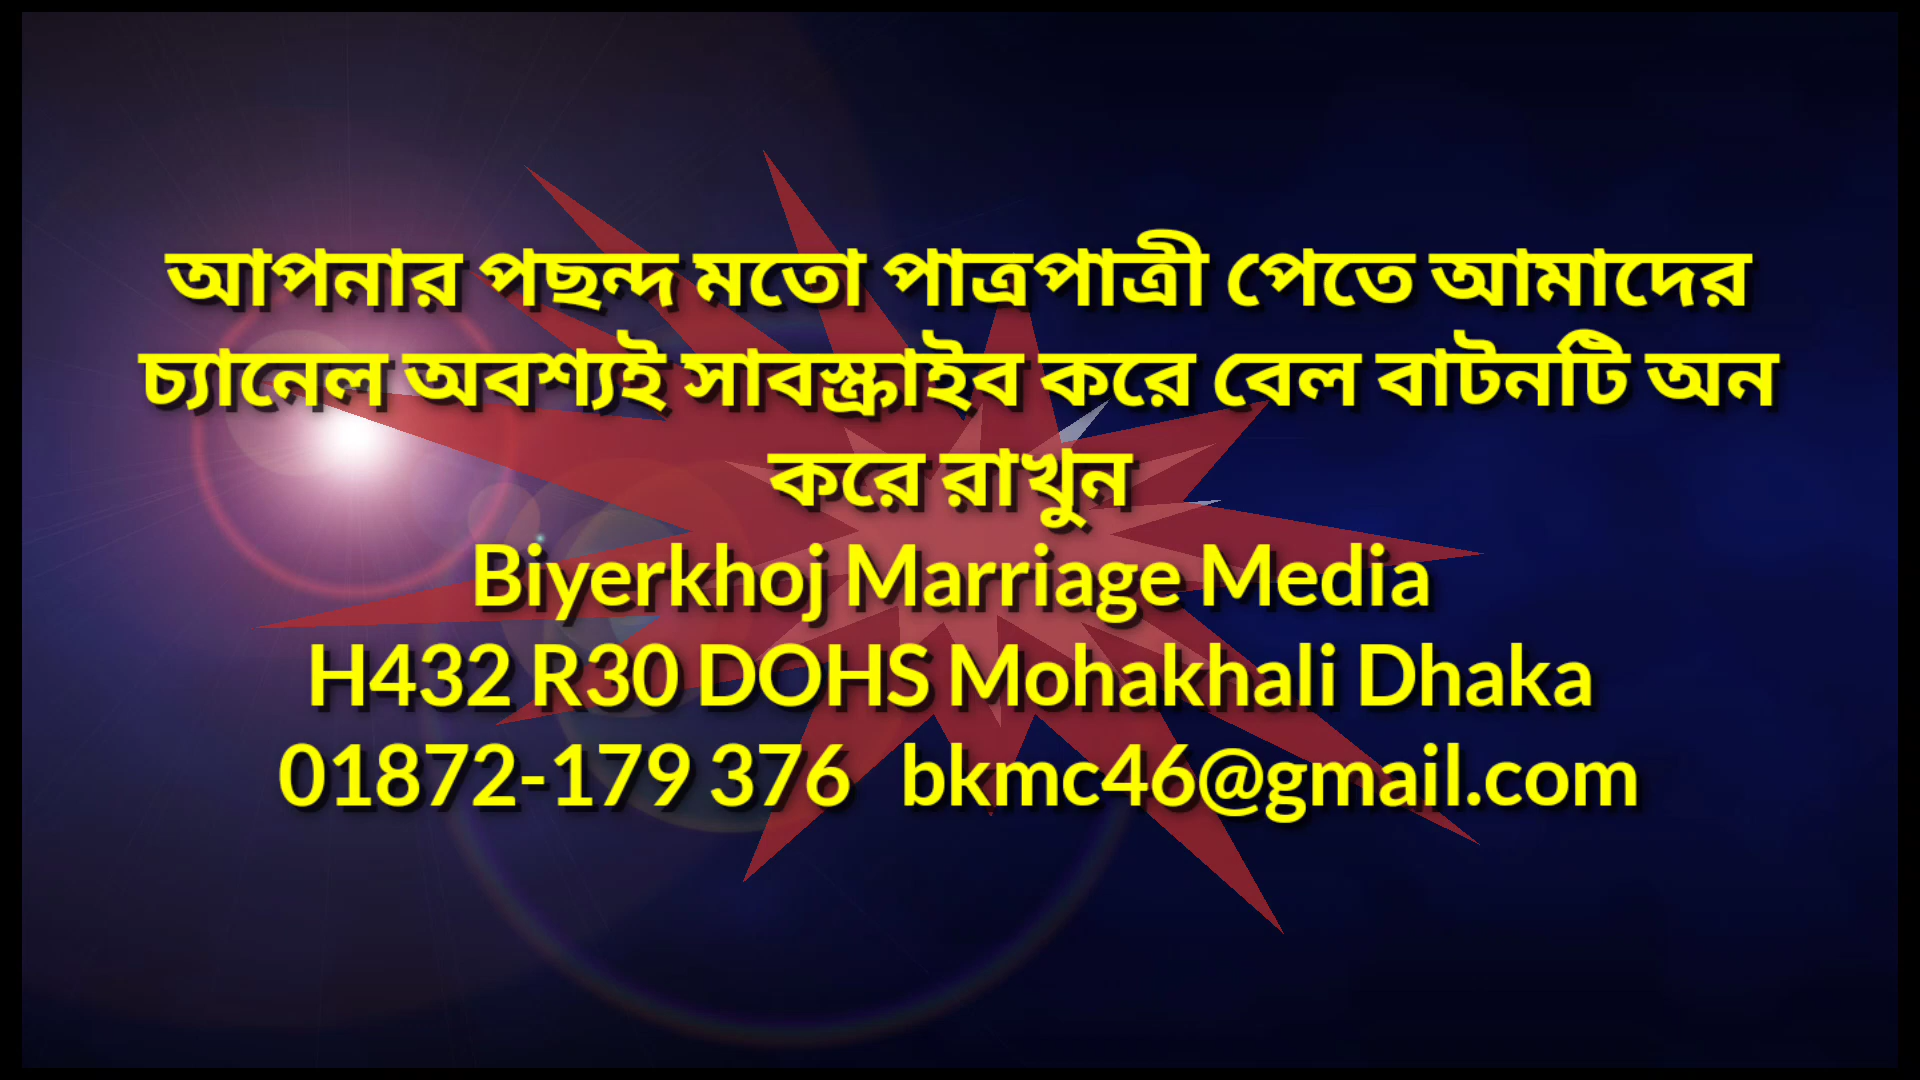 আপনার পছন্দ মতো পাত্রপাত্রী পেতে আমাদের
চ্যানেল অবশ্যই সাবস্ক্রাইব করে বেল বাটনটি অন
করে রাখুন
Biyerkhoj Marriage Media
H432 R30 DOHS Mohakhali Dhaka
01872-179 376 bkmc46@gmail.com